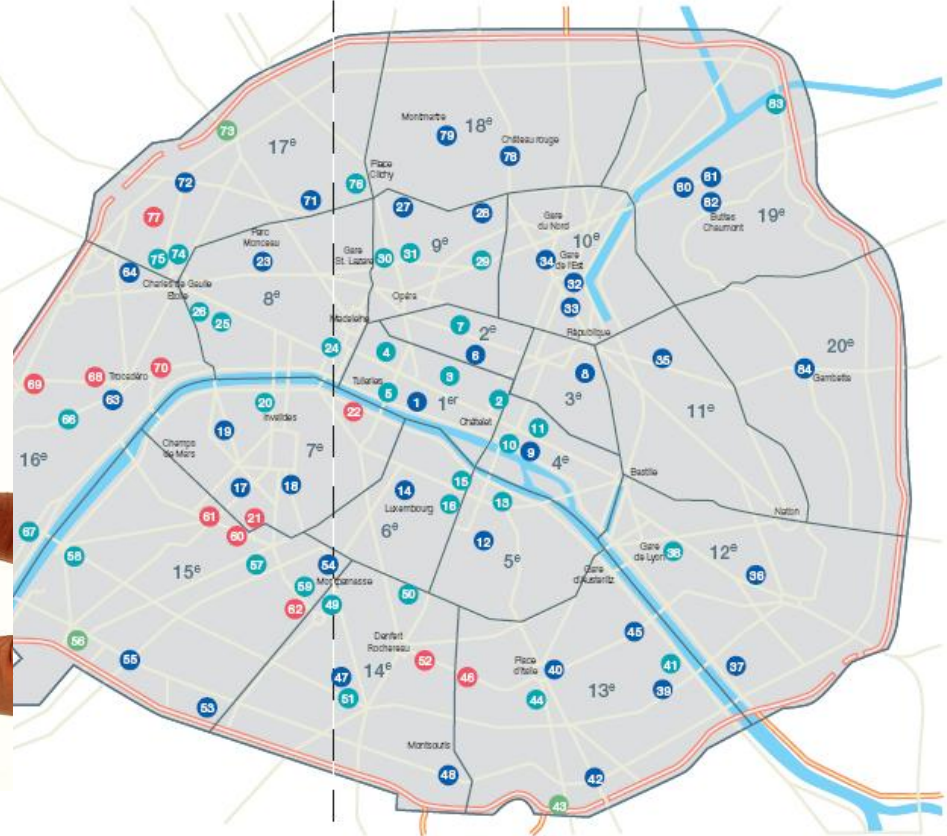 83
73
Montmartre
18e
79
17e
Château rouge
78
Place
Clichy
76
72
71
81
80
82
Buttes
Chaumont
19e
77
27
28
Gare
du Nord
10e
Parc
Monceau
23
9e
Gare
St. Lazare
30
31
29
34
Gare
de l'Est
32
33
75
74
64
Charles de Gaulle
Etoile
8e
26
25
Opéra
Madeleine
7
2e
République
24
4
6
35
20e
84
Gambetta
69
68
Trocadéro
70
63
Tuileries
5
1
3
1er
2
8
3e
11e
66
20
Invalides
22
Châtelet
11
10
9
4e
16e
19
Champs
de Mars
7e
Bastille
17
18
14
Luxembourg
15
16
13
6e
61
21
60
Nation
67
58
57
15e
54
Montparnasse
12
5e
Gare
de Lyon
38
12e
36
Gare
d'Austerlitz
59
62
49
50
56
55
Denfert
Rochereau
52
45
47
14e
46
Place
d'Italie
40
41
37
51
44
13e
39
53
Montsouris
48
42
43